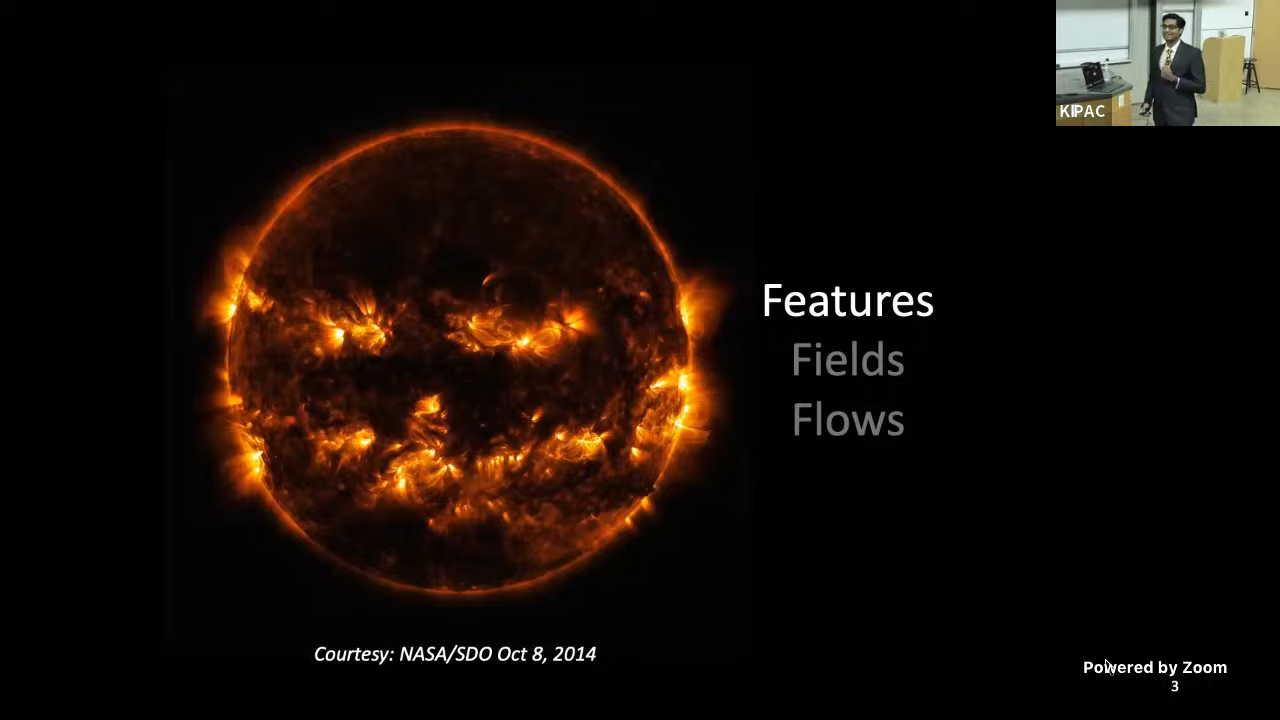 KIPAC
Features
Fields
Flows
Courtesy: NASA/SDO Oct 8, 2014
Powered by Zoom
3